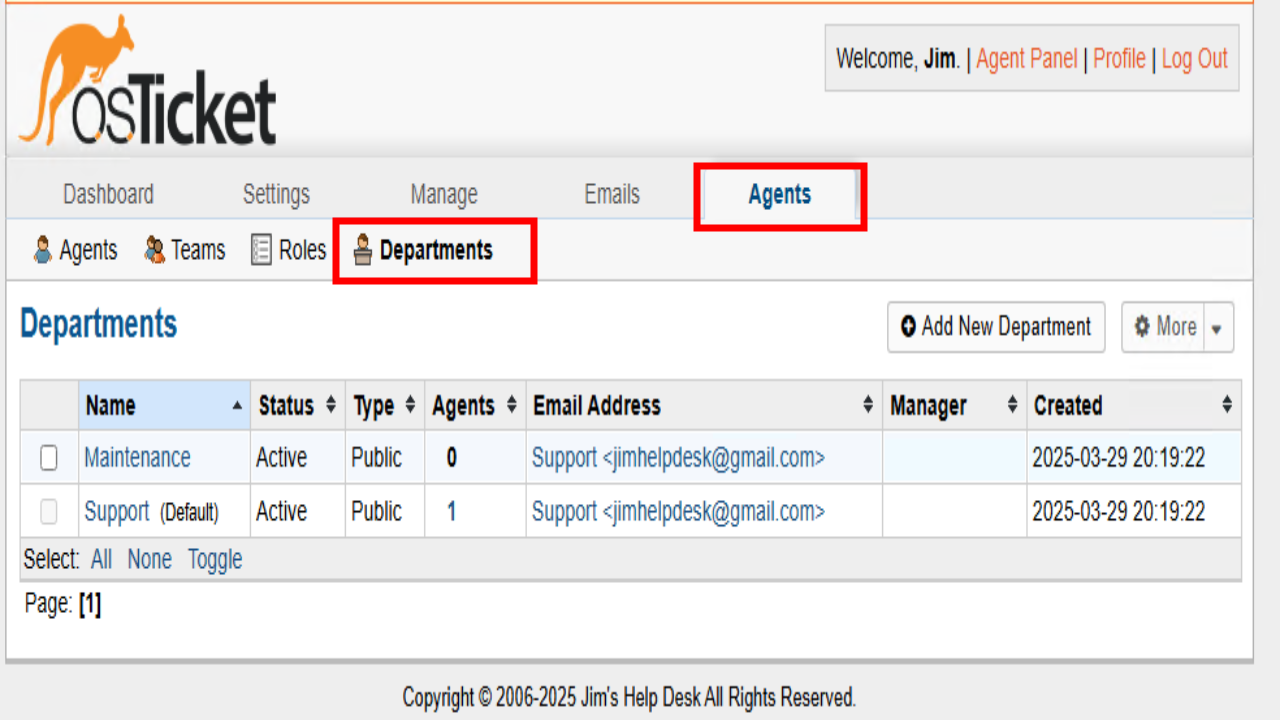 osTicket
Welcome, Jim. | Agent Panel | Profile | Log Out
Dashboard Settings Manage Emails Agents
Agents Teams Roles Departments
Departments
Add New Department More
Name Status Type Agents Email Address Manager Created
Maintenance Active Public 0 Support <jimhelpdesk@gmail.com> 2025-03-29 20:19:22
Support (Default) Active Public 1 Support <jimhelpdesk@gmail.com> 2025-03-29 20:19:22
Select: All None Toggle
Page: [1]
Copyright © 2006-2025 Jim's Help Desk All Rights Reserved.